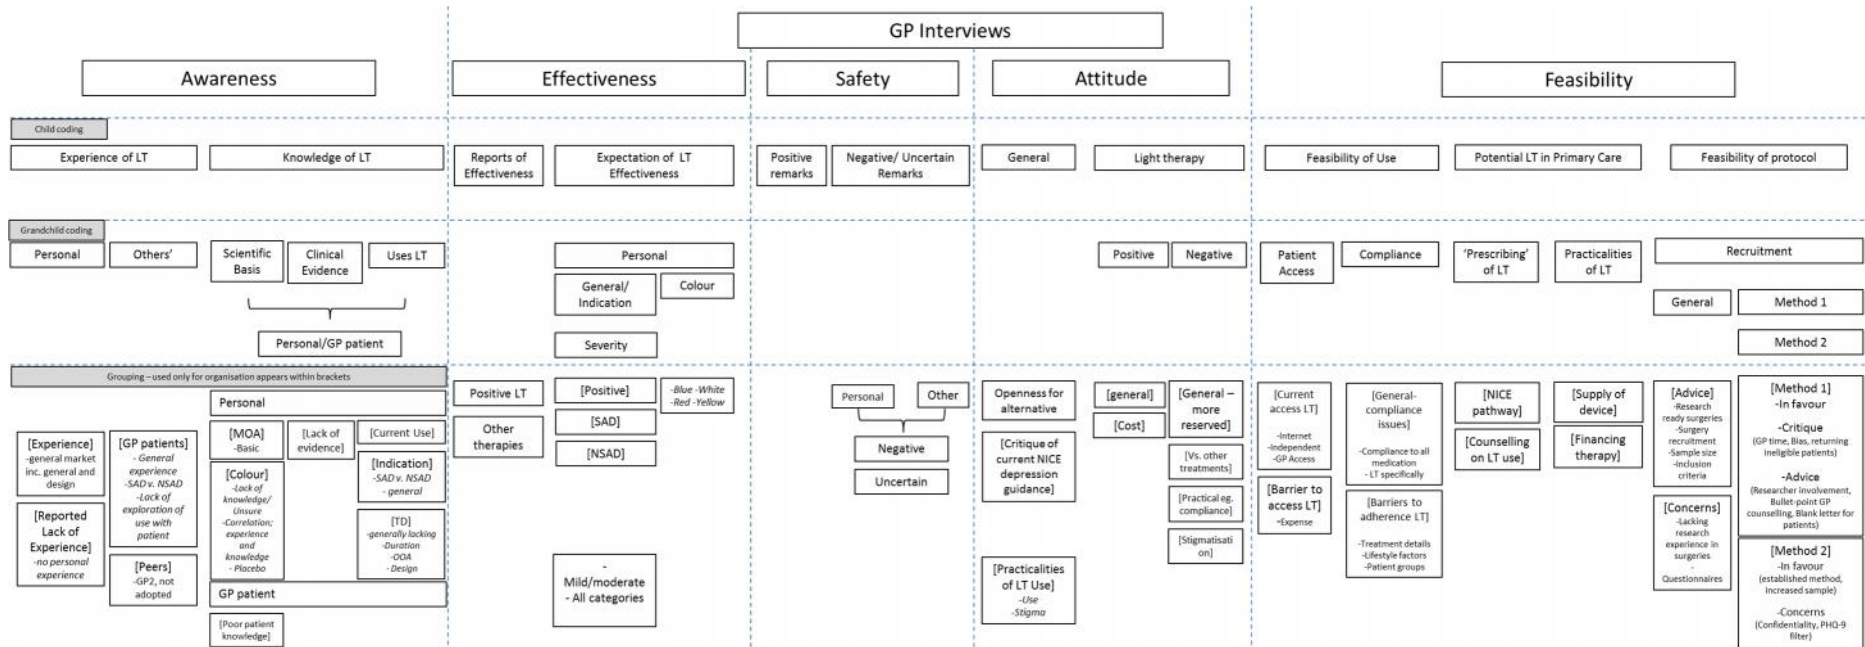 GP Interviews
Awareness
Effectiveness
Safety
Attitude
Feasibility
Child coding
Experience of LT
Knowledge of LT
Reports of
Effectiveness
Expectation of LT
Effectiveness
Positive
remarks
Negative/ Uncertain
Remarks
General
Light therapy
Feasibility of Use
Potential LT in Primary Care
Feasibility of protocol
Grandchild coding
Personal
Others'
Scientific
Basis
Clinical
Evidence
Uses LT
Personal/GP patient
Personal
General/
Indication
Colour
Severity
Positive
Negative
Patient
Access
Compliance
'Prescribing'
of LT
Practicalities
of LT
Recruitment
General
Method 1
Method 2
Grouping – used only for organisation appears within brackets
[Experience]
-general market
inc. general and
design
[Reported
Lack of
Experience]
-no personal
experience
[GP patients]
- General
experience
-SAD v. NSAD
-Lack of
exploration of
use with
patient
[Peers]
-GP2, not
adopted
Personal
[MOA]
-Basic
[Lack of
evidence]
[Current Use]
[Colour]
-Lack of
knowledge/
Unsure
-Correlation;
experience
and
knowledge
- Placebo
[Indication]
-SAD v. NSAD
- general
[TD]
-generally lacking
-Duration
-OOA
- Design
GP patient
[Poor patient
knowledge]
Positive LT
Other
therapies
[Positive]
[SAD]
[NSAD]
-Blue -White
-Red -Yellow
-
Mild/moderate
- All categories
Personal
Other
Negative
Uncertain
Openness for
alternative
[Critique of
current NICE
depression
guidance]
[Practicalities
of LT Use]
-Use
-Stigma
[general]
[Cost]
[General –
more
reserved]
[Vs. other
treatments]
[Practical eg.
compliance]
[Stigmatisati
on]
[Current
access LT]
-Internet
-Independent
-GP Access
[Barrier to
access LT]
-Expense
[General-
compliance
issues]
-Compliance to all
medication
- LT specifically
[Barriers to
adherence LT]
-Treatment details
-Lifestyle factors
- Patient groups
[NICE
pathway]
[Counselling
on LT use]
[Supply of
device]
[Financing
therapy]
[Advice]
-Research
ready surgeries
-Surgery
recruitment
-Sample size
-Inclusion
criteria
[Concerns]
-Lacking
research
experience in
surgeries
-
Questionnaires
[Method 1]
-In favour
-Critique
(GP time, Bias, returning
Ineligible patients)
-Advice
(Researcher involvement,
Bullet-point GP
counselling, Blank letter for
patients)
[Method 2]
-In favour
(established method,
increased sample)
-Concerns
(Confidentiality, PHQ-9
filter)